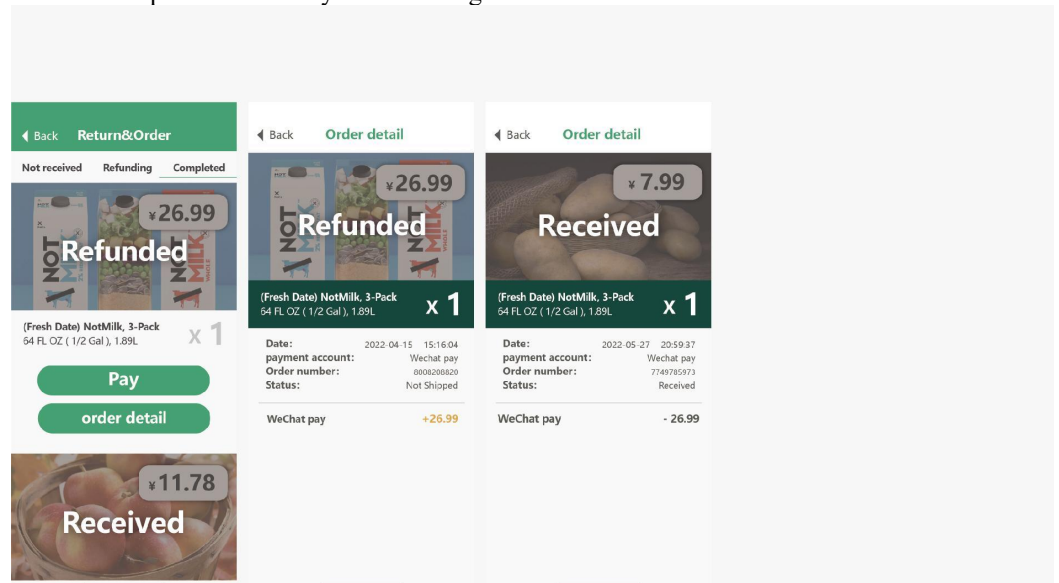 Back Return&Order
Not received Refunding Completed
¥26.99
Refunded
NOT MILK
(Fresh Date) NotMilk, 3-Pack
64 FL OZ ( 1/2 Gal ), 1.89L
X 1
Pay
order detail
¥11.78
Received
Back Order detail
¥26.99
Refunded
NOT MILK
(Fresh Date) NotMilk, 3-Pack
64 FL OZ ( 1/2 Gal ), 1.89L
X 1
Date: 2022-04-15 15:16:04
payment account: Wechat pay
Order number: 8008208820
Status: Not Shipped
WeChat pay +26.99
Back Order detail
¥ 7.99
Received
(Fresh Date) NotMilk, 3-Pack
64 FL OZ ( 1/2 Gal ), 1.89L
X 1
Date: 2022-05-27 20:59:37
payment account: Wechat pay
Order number: 7749785973
Status: Received
WeChat pay - 26.99